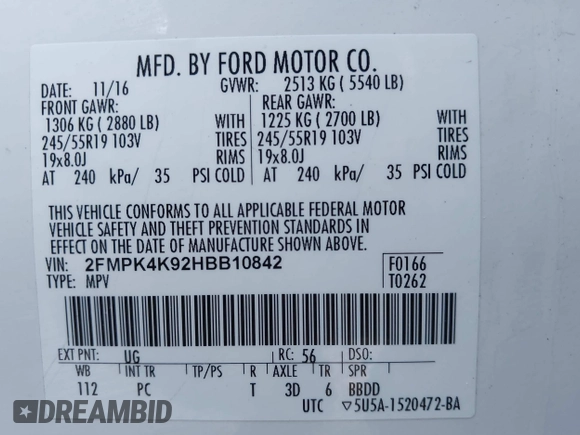 MFD. BY FORD MOTOR CO.
DATE: 11/16 GVWR: 2513 KG ( 5540 LB)
FRONT GAWR: REAR GAWR:
1306 KG ( 2880 LB) WITH 1225 KG ( 2700 LB) WITH
245/55R19 103V TIRES 245/55R19 103V TIRES
19x8.0J RIMS 19x8.0J RIMS
AT 240 kPa/ 35 PSI COLD AT 240 kPa/ 35 PSI COLD
THIS VEHICLE CONFORMS TO ALL APPLICABLE FEDERAL MOTOR
VEHICLE SAFETY AND THEFT PREVENTION STANDARDS IN
EFFECT ON THE DATE OF MANUFACTURE SHOWN ABOVE.
VIN: 2FMPK4K92HBB10842 F0166
TYPE: MPV T0262
EXT PNT: UG RC: 56 DSO:
WB INT TR TP/PS R AXLE TR SPR
112 PC T 3D 6 BBDD
UTC ▽5U5A-1520472-BA
DREAMBID